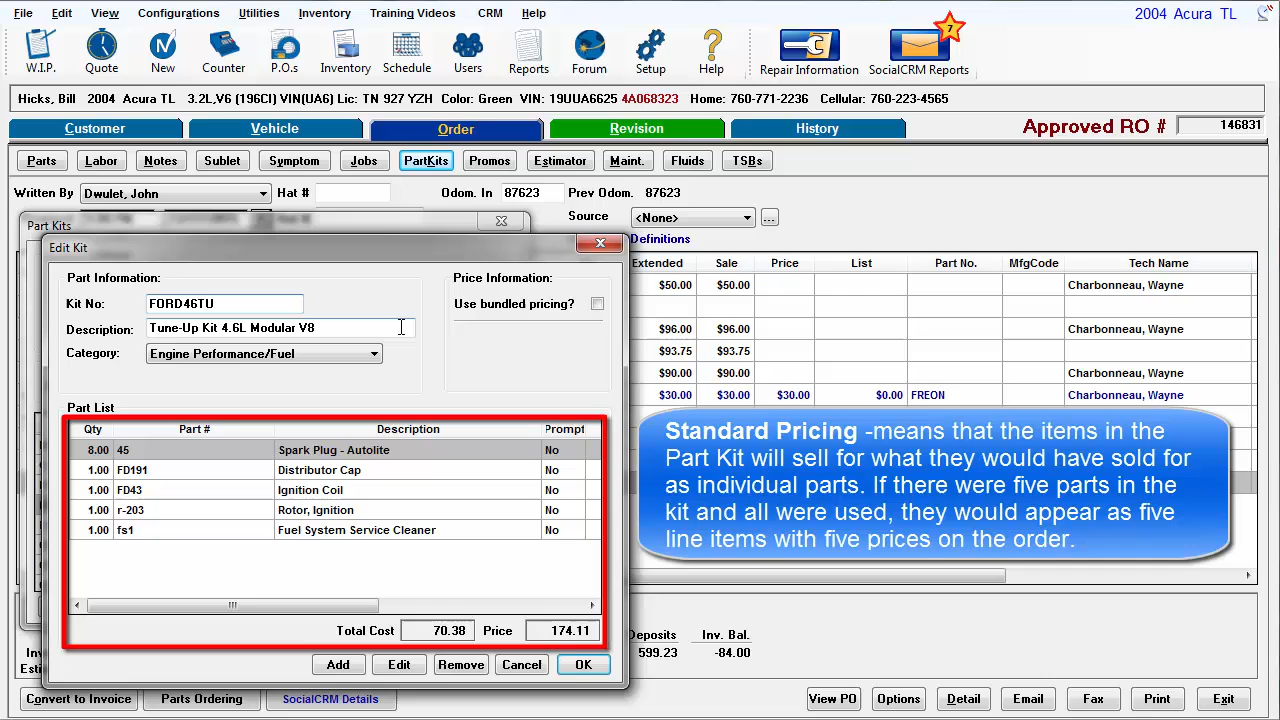 File Edit View Configurations Utilities Inventory Training Videos CRM Help 2004 Acura TL
7
W.I.P. Quote New Counter P.O.s Inventory Schedule Users Reports Forum Setup Help Repair Information SocialCRM Reports
Hicks, Bill 2004 Acura TL 3.2L,V6 (196CI) VIN(UA6) Lic: TN 927 YZH Color: Green VIN: 19UUA6625 4A068323 Home: 760-771-2236 Cellular: 760-223-4565
Customer Vehicle Order Revision History Approved RO # 146831
Parts Labor Notes Sublet Symptom Jobs PartKits Promos Estimator Maint. Fluids TSBs
Written By Dwulet, John Hat # Odom. In 87623 Prev Odom. 87623
Source <None> ...
Part Kits
Definitions
Edit Kit
Extended Sale Price List Part No. MfgCode Tech Name
$50.00 $50.00 Charbonneau, Wayne
$96.00 $96.00 Charbonneau, Wayne
$93.75 $93.75
$90.00 $90.00 Charbonneau, Wayne
$30.00 $30.00 $30.00 $0.00 FREON Charbonneau, Wayne
Part Information: Price Information:
Kit No: FORD46TU Use bundled pricing?
Description: Tune-Up Kit 4.6L Modular V8
Category: Engine Performance/Fuel
Part List
Qty Part # Description Prompt
8.00 45 Spark Plug - Autolite No
1.00 FD191 Distributor Cap No
1.00 FD43 Ignition Coil No
1.00 r-203 Rotor, Ignition No
1.00 fs1 Fuel System Service Cleaner No
Total Cost 70.38 Price 174.11
Add Edit Remove Cancel OK
Standard Pricing -means that the items in the
Part Kit will sell for what they would have sold for
as individual parts. If there were five parts in the
kit and all were used, they would appear as five
line items with five prices on the order.
Deposits Inv. Bal.
599.23 -84.00
Inv
Esti
Convert to Invoice Parts Ordering SocialCRM Details View PO Options Detail Email Fax Print Exit